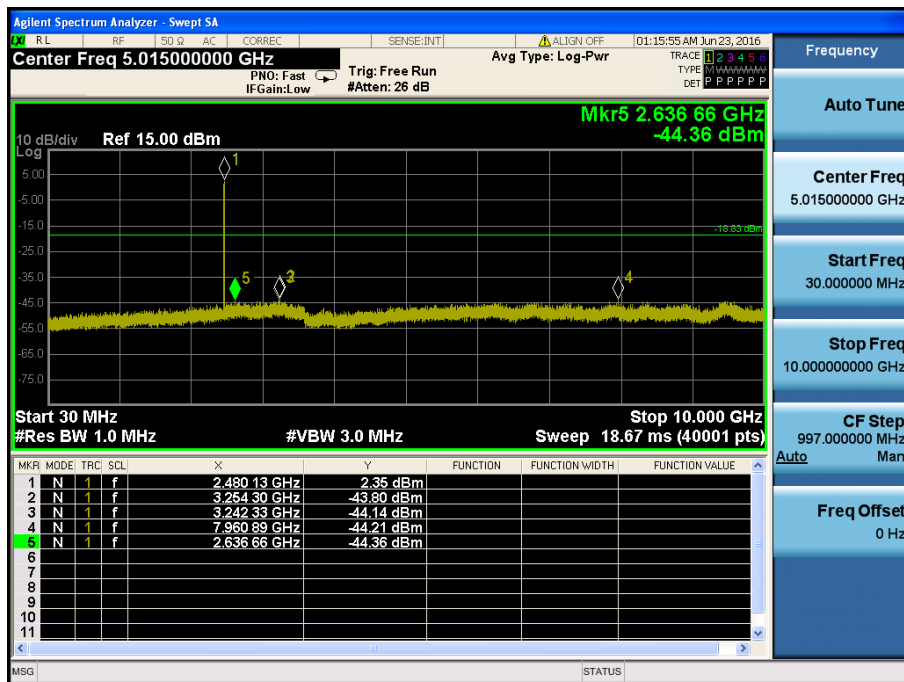 Agilent Spectrum Analyzer - Swept SA
LXI RL RF 50 Ω AC CORREC SENSE:INT ALIGN OFF 01:15:55 AM Jun 23, 2016
Center Freq 5.015000000 GHz
PNO: Fast
IFGain:Low
Trig: Free Run
#Atten: 26 dB
Avg Type: Log-Pwr
TRACE 1 2 3 4 5 6
TYPE MWWWWW
DET P P P P P P
Mkr5 2.636 66 GHz
-44.36 dBm
10 dB/div Ref 15.00 dBm
Log
5.00
-5.00
-15.0
-25.0
-35.0
-45.0
-55.0
-65.0
-75.0
1
5
4
-18.83 dBm
Start 30 MHz Stop 10.000 GHz
#Res BW 1.0 MHz #VBW 3.0 MHz Sweep 18.67 ms (40001 pts)
MKR MODE TRC SCL X Y FUNCTION FUNCTION WIDTH FUNCTION VALUE
1 N 1 f 2.480 13 GHz 2.35 dBm
2 N 1 f 3.254 30 GHz -43.80 dBm
3 N 1 f 3.242 33 GHz -44.14 dBm
4 N 1 f 7.960 89 GHz -44.21 dBm
5 N 1 f 2.636 66 GHz -44.36 dBm
6
7
8
9
10
11
MSG STATUS
Frequency
Auto Tune
Center Freq
5.015000000 GHz
Start Freq
30.000000 MHz
Stop Freq
10.000000000 GHz
CF Step
997.000000 MHz
Auto Man
Freq Offset
0 Hz